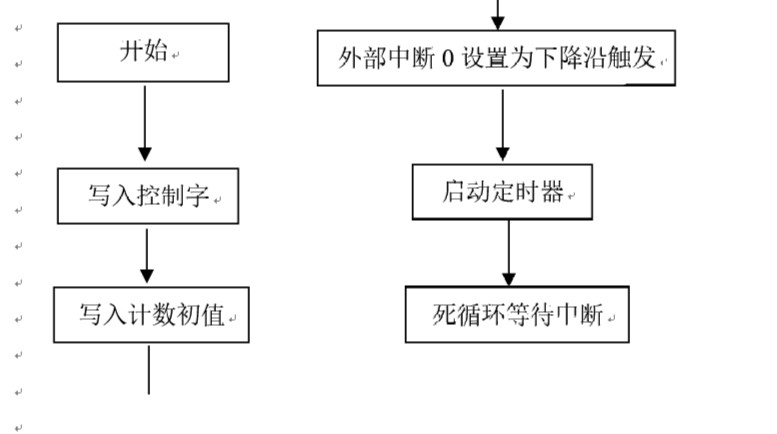 开始
写入控制字
写入计数初值
外部中断 0 设置为下降沿触发
启动定时器
死循环等待中断